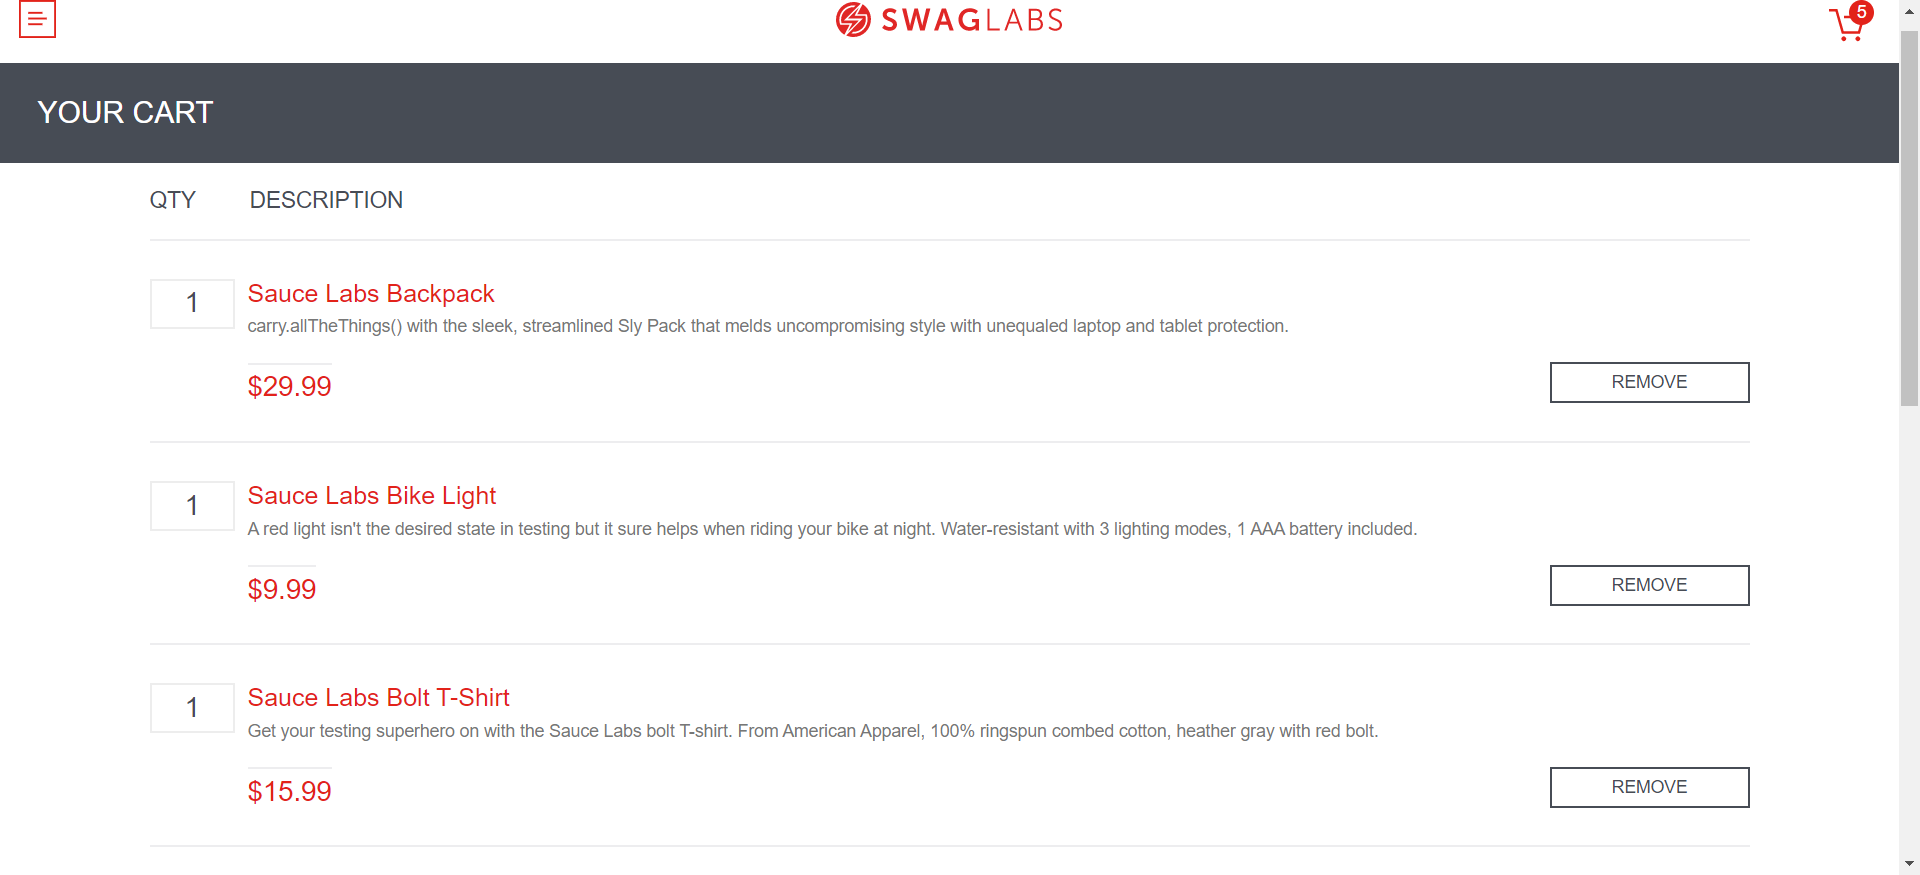 SWAGLABS
5
YOUR CART
QTY DESCRIPTION
1
Sauce Labs Backpack
carry.allTheThings() with the sleek, streamlined Sly Pack that melds uncompromising style with unequaled laptop and tablet protection.
$29.99
REMOVE
1
Sauce Labs Bike Light
A red light isn't the desired state in testing but it sure helps when riding your bike at night. Water-resistant with 3 lighting modes, 1 AAA battery included.
$9.99
REMOVE
1
Sauce Labs Bolt T-Shirt
Get your testing superhero on with the Sauce Labs bolt T-shirt. From American Apparel, 100% ringspun combed cotton, heather gray with red bolt.
$15.99
REMOVE